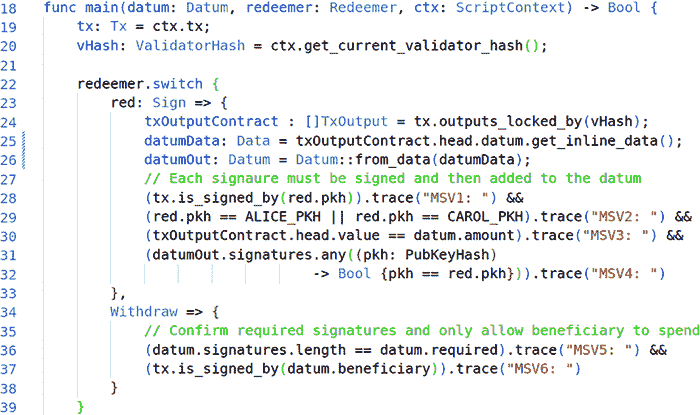 18 func main(datum: Datum, redeemer: Redeemer, ctx: ScriptContext) -> Bool {
19     tx: Tx = ctx.tx;
20     vHash: ValidatorHash = ctx.get_current_validator_hash();
21
22     redeemer.switch {
23         red: Sign => {
24             txOutputContract : []TxOutput = tx.outputs_locked_by(vHash);
25             datumData: Data = txOutputContract.head.datum.get_inline_data();
26             datumOut: Datum = Datum::from_data(datumData);
27             // Each signaure must be signed and then added to the datum
28             (tx.is_signed_by(red.pkh)).trace("MSV1: ") &&
29             (red.pkh == ALICE_PKH || red.pkh == CAROL_PKH).trace("MSV2: ") &&
30             (txOutputContract.head.value == datum.amount).trace("MSV3: ") &&
31             (datumOut.signatures.any((pkh: PubKeyHash)
32                             -> Bool {pkh == red.pkh})).trace("MSV4: ")
33         },
34         Withdraw => {
35             // Confirm required signatures and only allow beneficiary to spend
36             (datum.signatures.length == datum.required).trace("MSV5: ") &&
37             (tx.is_signed_by(datum.beneficiary)).trace("MSV6: ")
38         }
39     }